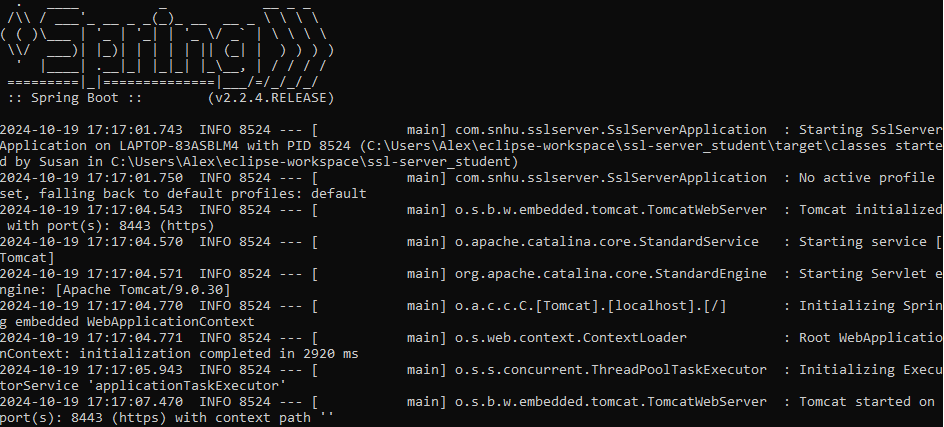 .   ____          _            __ _ _
 /\\ / ___'_ __ _ _(_)_ __  __ _ \ \ \ \
( ( )\___ | '_ | '_| | '_ \/ _` | \ \ \ \
 \\/  ___)| |_)| | | | | || (_| |  ) ) ) )
  '  |____| .__|_| |_|_| |_\__, | / / / /
 =========|_|==============|___/=/_/_/_/
 :: Spring Boot ::        (v2.2.4.RELEASE)
2024-10-19 17:17:01.743  INFO 8524 --- [           main] com.snhu.sslserver.SslServerApplication  : Starting SslServer
Application on LAPTOP-83ASBLM4 with PID 8524 (C:\Users\Alex\eclipse-workspace\ssl-server_student\target\classes starte
d by Susan in C:\Users\Alex\eclipse-workspace\ssl-server_student)
2024-10-19 17:17:01.750  INFO 8524 --- [           main] com.snhu.sslserver.SslServerApplication  : No active profile
set, falling back to default profiles: default
2024-10-19 17:17:04.543  INFO 8524 --- [           main] o.s.b.w.embedded.tomcat.TomcatWebServer  : Tomcat initialized
 with port(s): 8443 (https)
2024-10-19 17:17:04.570  INFO 8524 --- [           main] o.apache.catalina.core.StandardService   : Starting service [
Tomcat]
2024-10-19 17:17:04.571  INFO 8524 --- [           main] org.apache.catalina.core.StandardEngine  : Starting Servlet e
ngine: [Apache Tomcat/9.0.30]
2024-10-19 17:17:04.770  INFO 8524 --- [           main] o.a.c.c.C.[Tomcat].[localhost].[/]       : Initializing Sprin
g embedded WebApplicationContext
2024-10-19 17:17:04.771  INFO 8524 --- [           main] o.s.web.context.ContextLoader            : Root WebApplicatio
nContext: initialization completed in 2920 ms
2024-10-19 17:17:05.943  INFO 8524 --- [           main] o.s.s.concurrent.ThreadPoolTaskExecutor  : Initializing Execu
torService 'applicationTaskExecutor'
2024-10-19 17:17:07.470  INFO 8524 --- [           main] o.s.b.w.embedded.tomcat.TomcatWebServer  : Tomcat started on
port(s): 8443 (https) with context path ''